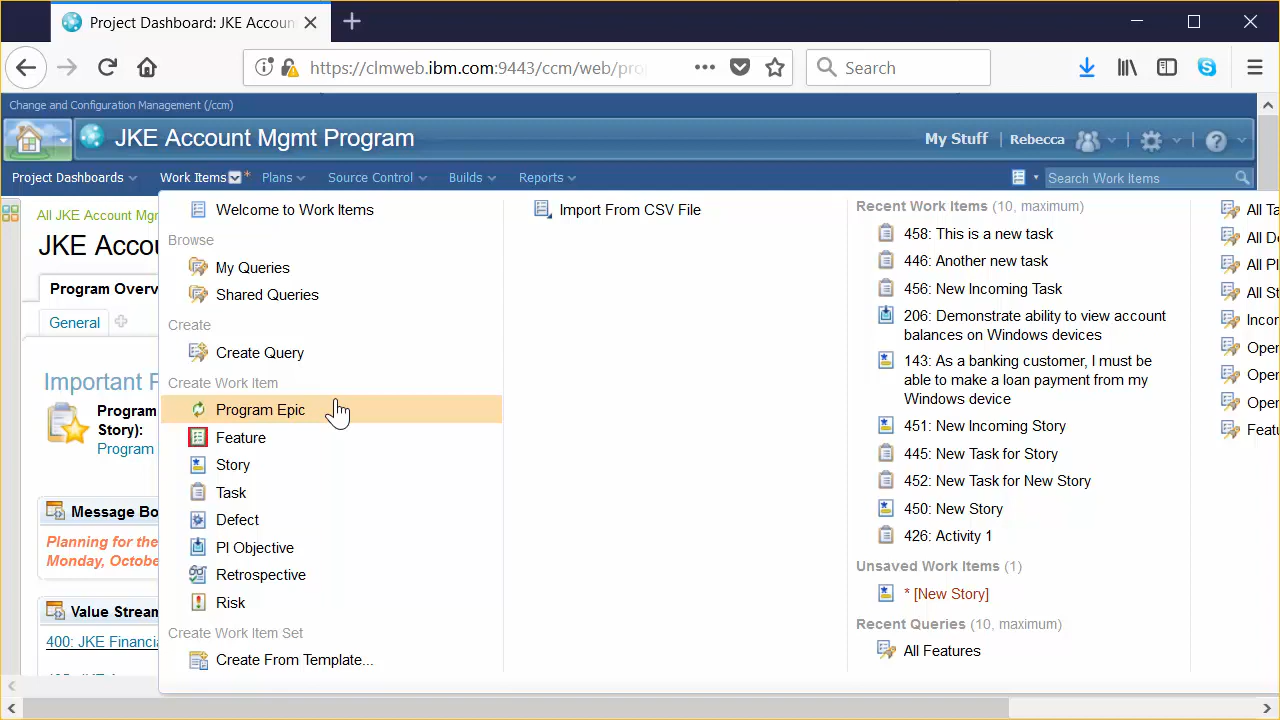 Project Dashboard: JKE Accoun
https://clmweb.ibm.com:9443/ccm/web/pro
Search
Change and Configuration Management (/ccm)
JKE Account Mgmt Program
My Stuff
Rebecca
Project Dashboards
Work Items
Plans
Source Control
Builds
Reports
Search Work Items
All JKE Account Mgr
JKE Accou
Program Overv
General
Important F
Program
Story):
Program
Message Bo
Planning for the
Monday, Octobe
Value Stream
400: JKE Financia
Welcome to Work Items
Browse
My Queries
Shared Queries
Create
Create Query
Create Work Item
Program Epic
Feature
Story
Task
Defect
PI Objective
Retrospective
Risk
Create Work Item Set
Create From Template...
Import From CSV File
Recent Work Items (10, maximum)
458: This is a new task
446: Another new task
456: New Incoming Task
206: Demonstrate ability to view account
balances on Windows devices
143: As a banking customer, I must be
able to make a loan payment from my
Windows device
451: New Incoming Story
445: New Task for Story
452: New Task for New Story
450: New Story
426: Activity 1
Unsaved Work Items (1)
* [New Story]
Recent Queries (10, maximum)
All Features
All Ta
All De
All Pl
All St
Incor
Oper
Oper
Oper
Featu